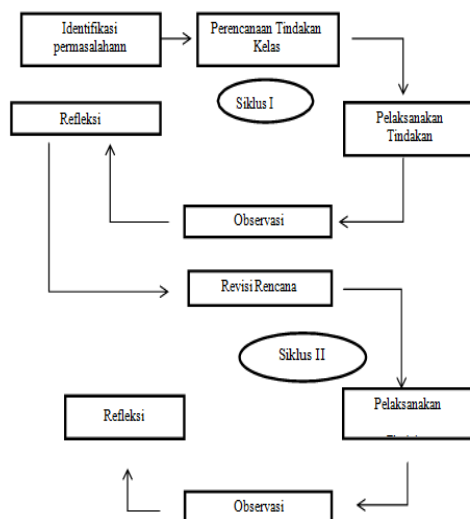 Identifikasi
permasalahann
Perencanaan Tindakan
Kelas
Siklus I
Refleksi
Pelaksanakan
Tindakan
Observasi
Revisi Rencana
Siklus II
Refleksi
Pelaksanakan
Observasi